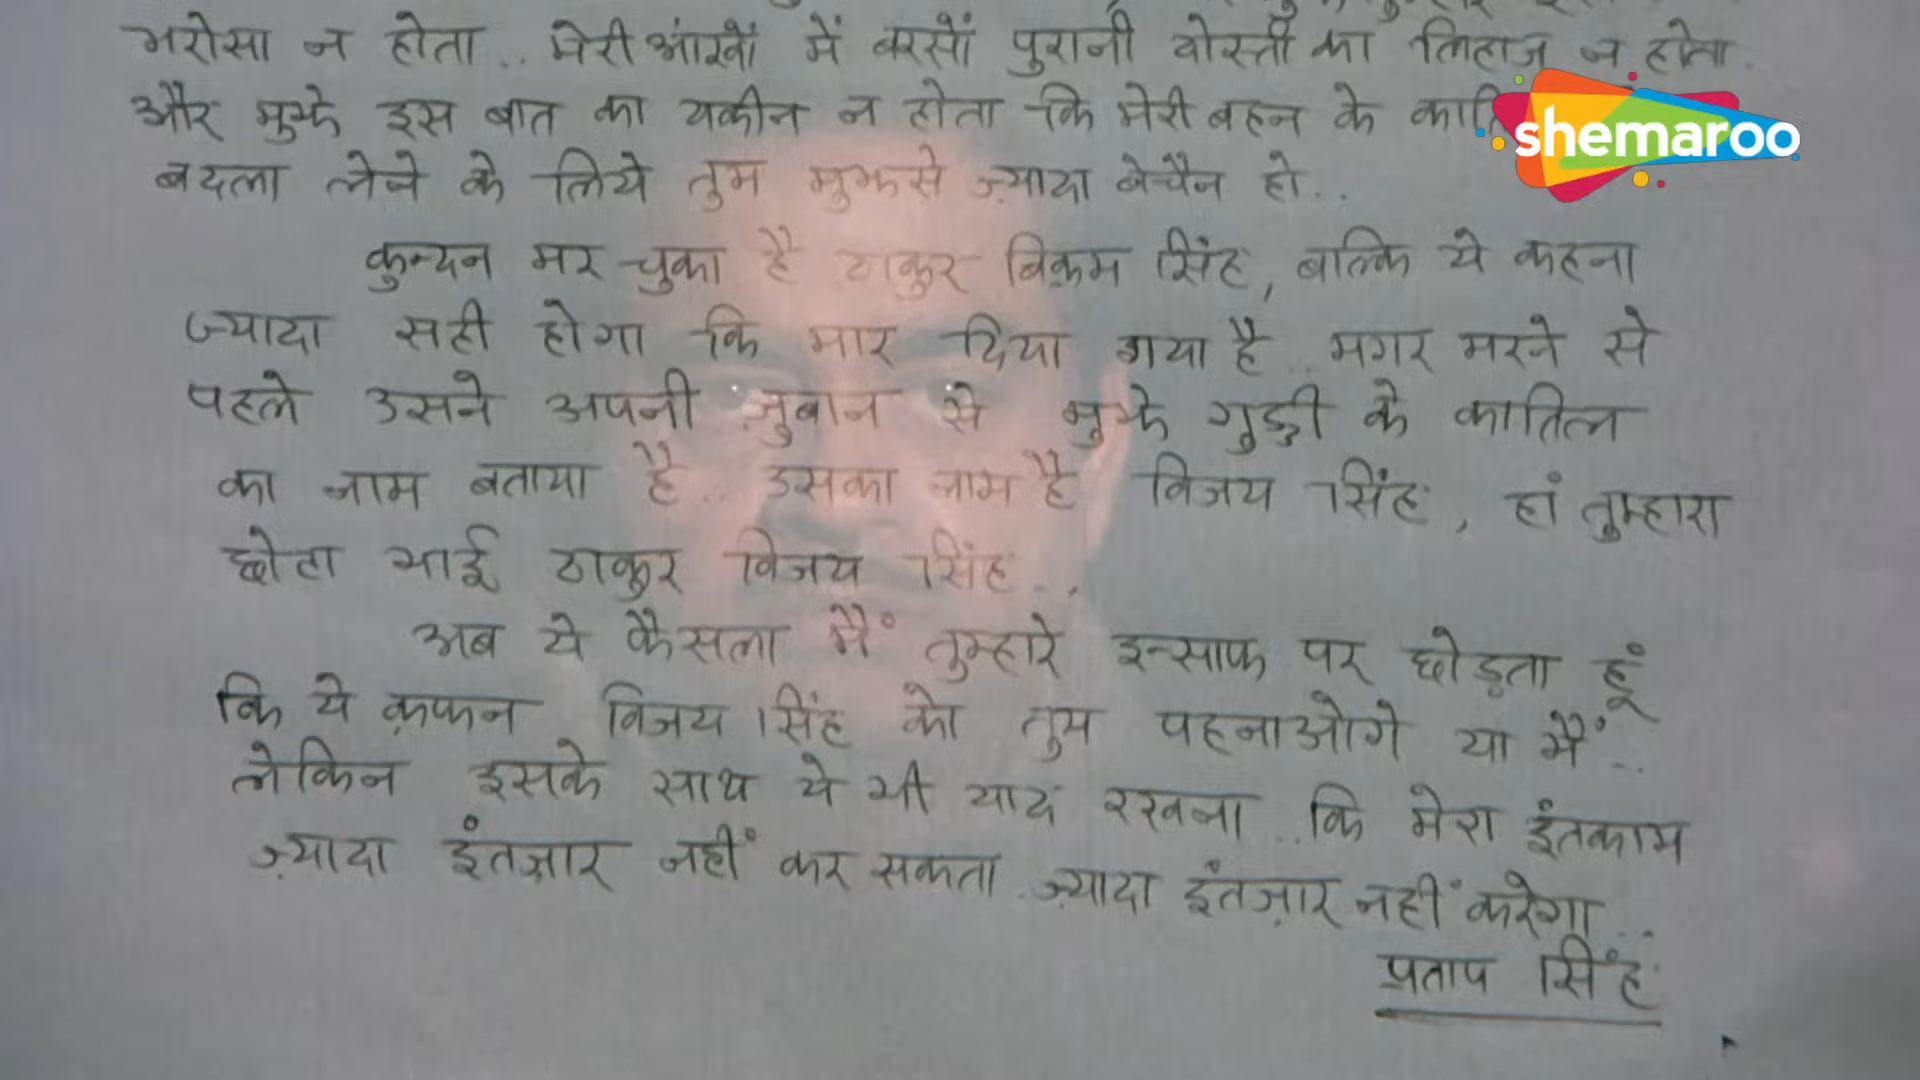 भरोसा न होता.. मेरी आंखों में बरसों पुरानी दोस्ती का लिहाज़ न होता.
और मुझे इस बात का यकीन न होता कि मेरी बहन के
बदला लेने के लिये तुम मुझसे ज़्यादा बेचैन हो..
shemaroo
कुन्दन मर चुका है ठाकुर बिक्रम सिंह, बल्कि ये कहना
ज्यादा सही होगा कि मार दिया गया है.. मगर मरने से
पहले उसने अपनी ज़ुबान से मुझे गुड्डी के कातिल
का नाम बताया है.. उसका नाम है विजय सिंह, हां तुम्हारा
छोटा भाई ठाकुर विजय सिंह..
अब ये फैसला मैं तुम्हारे इन्साफ पर छोड़ता हूं
कि ये क़फन विजय सिंह को तुम पहनाओगे या मैं..
लेकिन इसके साथ ये भी याद रखना.. कि मेरा इंतकाम
ज़्यादा इंतज़ार नहीं कर सकता. ज़्यादा इंतज़ार नहीं करेगा..
प्रताप सिंह